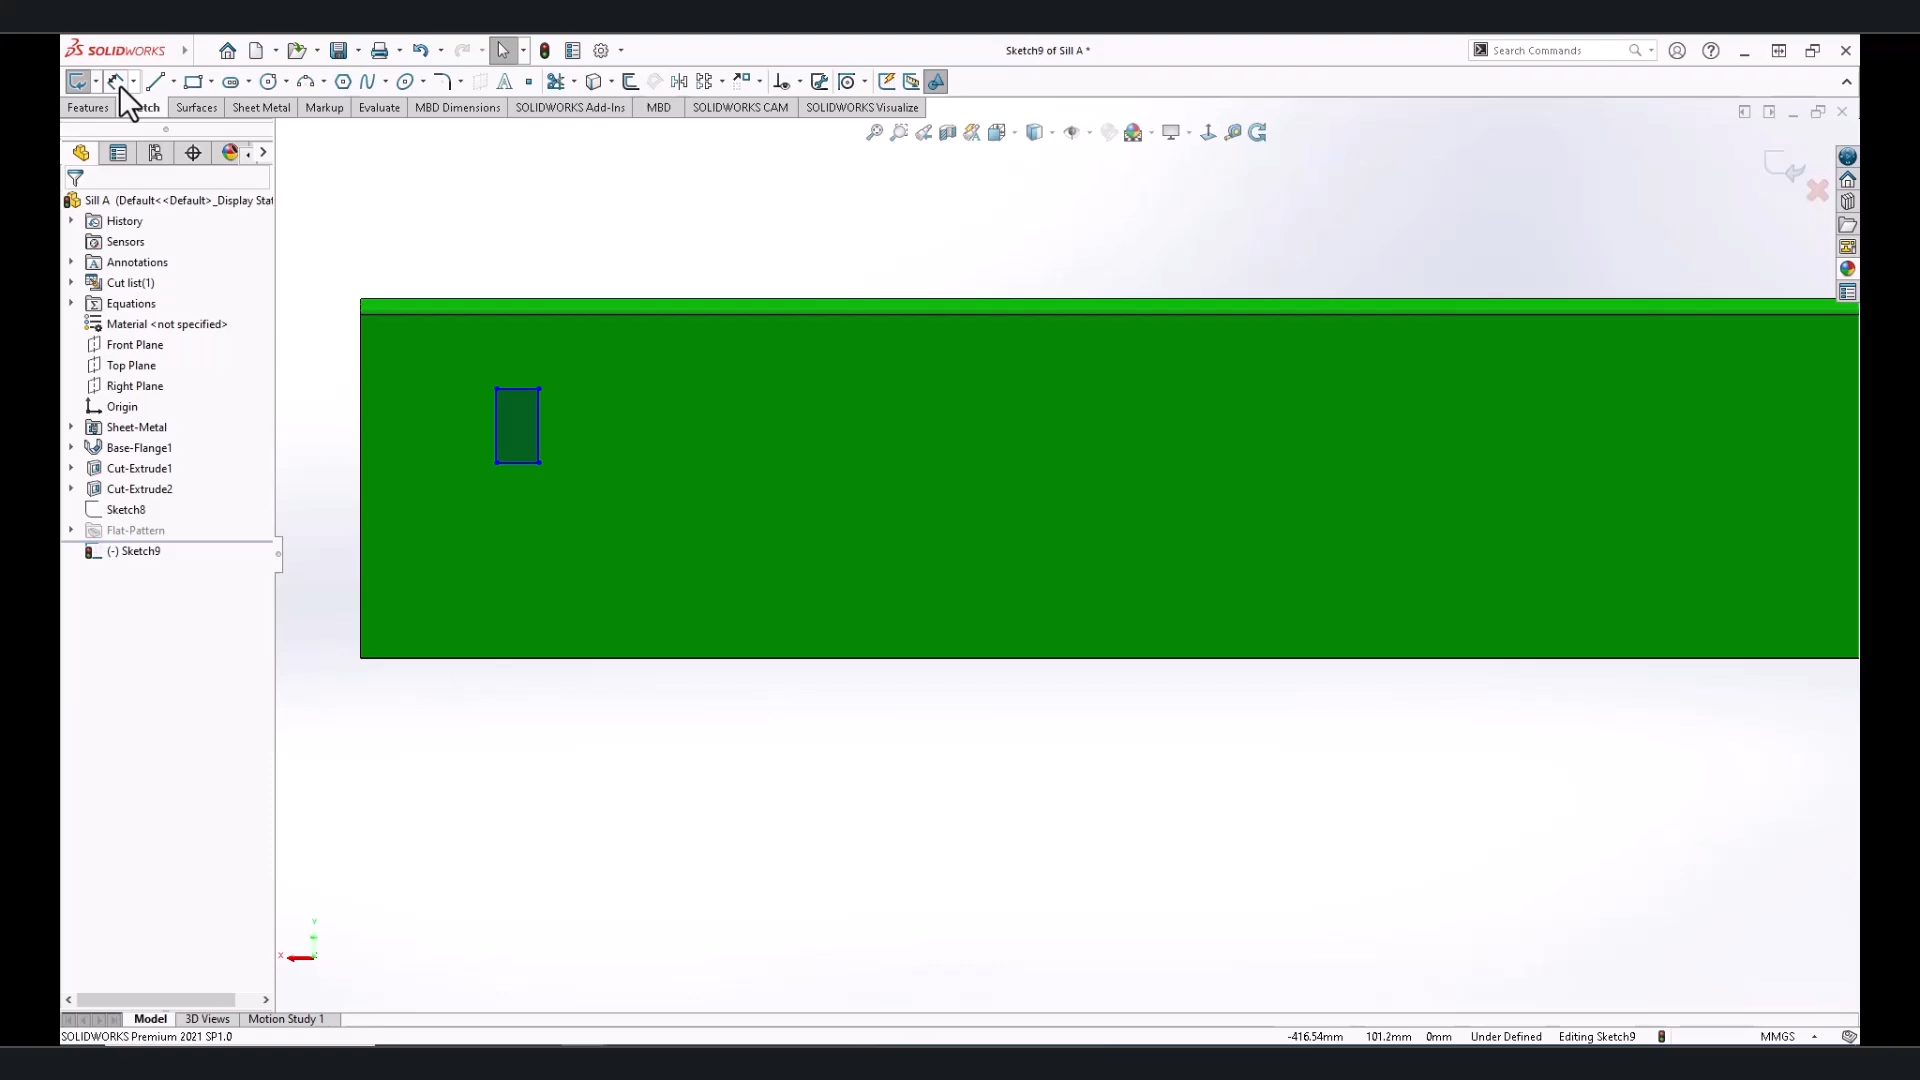 SOLIDWORKS
Sketch9 of Sill A *
Search Commands
Features
Surfaces
Sheet Metal
Markup
Evaluate
MBD Dimensions
SOLIDWORKS Add-Ins
MBD
SOLIDWORKS CAM
SOLIDWORKS Visualize
Sill A (Default<<Default>_Display Stat
History
Sensors
Annotations
Cut list(1)
Equations
Material <not specified>
Front Plane
Top Plane
Right Plane
Origin
Sheet-Metal
Base-Flange1
Cut-Extrude1
Cut-Extrude2
Sketch8
Flat-Pattern
(-) Sketch9
Y
X
Model
3D Views
Motion Study 1
SOLIDWORKS Premium 2021 SP1.0
-416.54mm
101.2mm
0mm
Under Defined
Editing Sketch9
MMGS